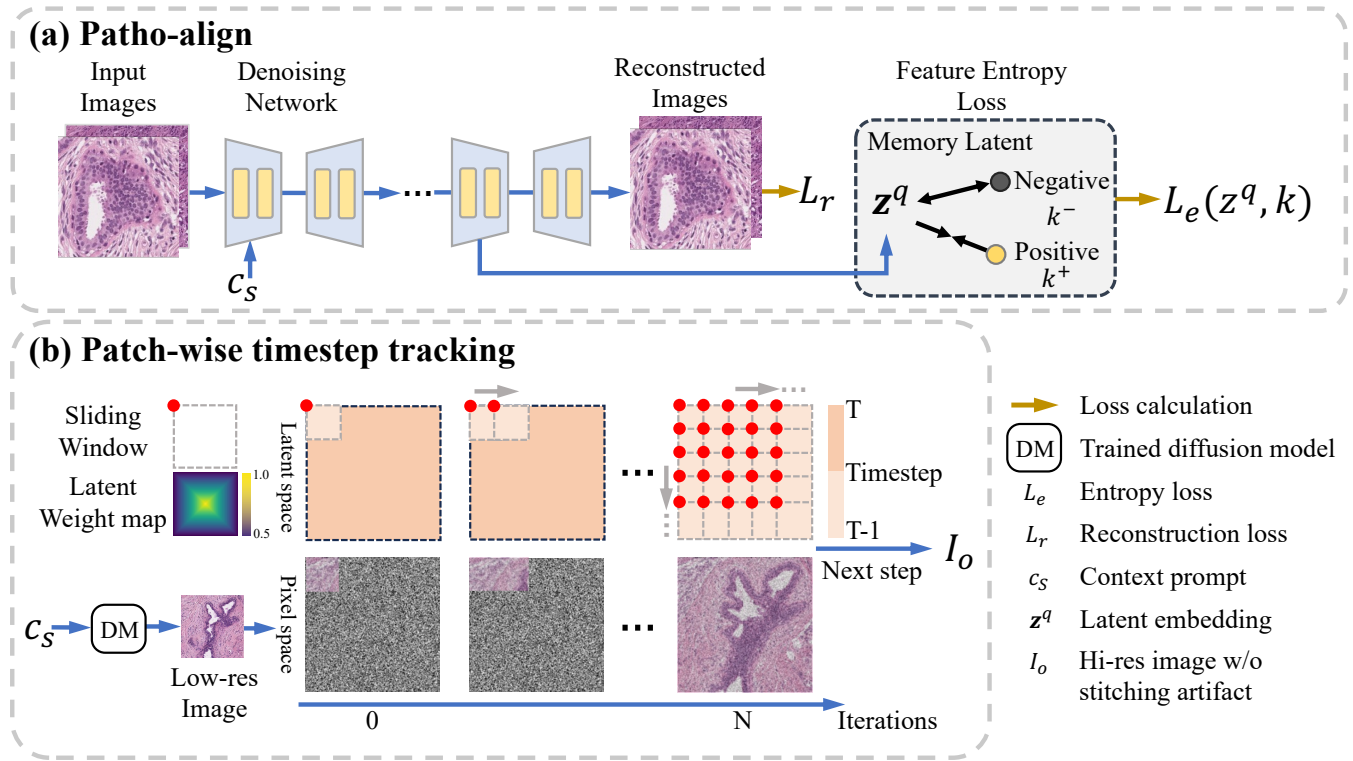 (a) Patho-align
Input
Images
Denoising
Network
Reconstructed
Images
Feature Entropy
Loss
Memory Latent
...
c_s
L_r
z^q
Negative
k^-
Positive
k^+
L_e(z^q, k)
(b) Patch-wise timestep tracking
Sliding
Window
Latent
Weight map
1.0
0.5
Latent space
...
...
...
T
Timestep
T-1
Next step
I_o
c_s
DM
Low-res
Image
Pixel space
...
0
N
Iterations
Loss calculation
DM
Trained diffusion model
L_e Entropy loss
L_r Reconstruction loss
c_s Context prompt
z^q Latent embedding
I_o Hi-res image w/o
stitching artifact